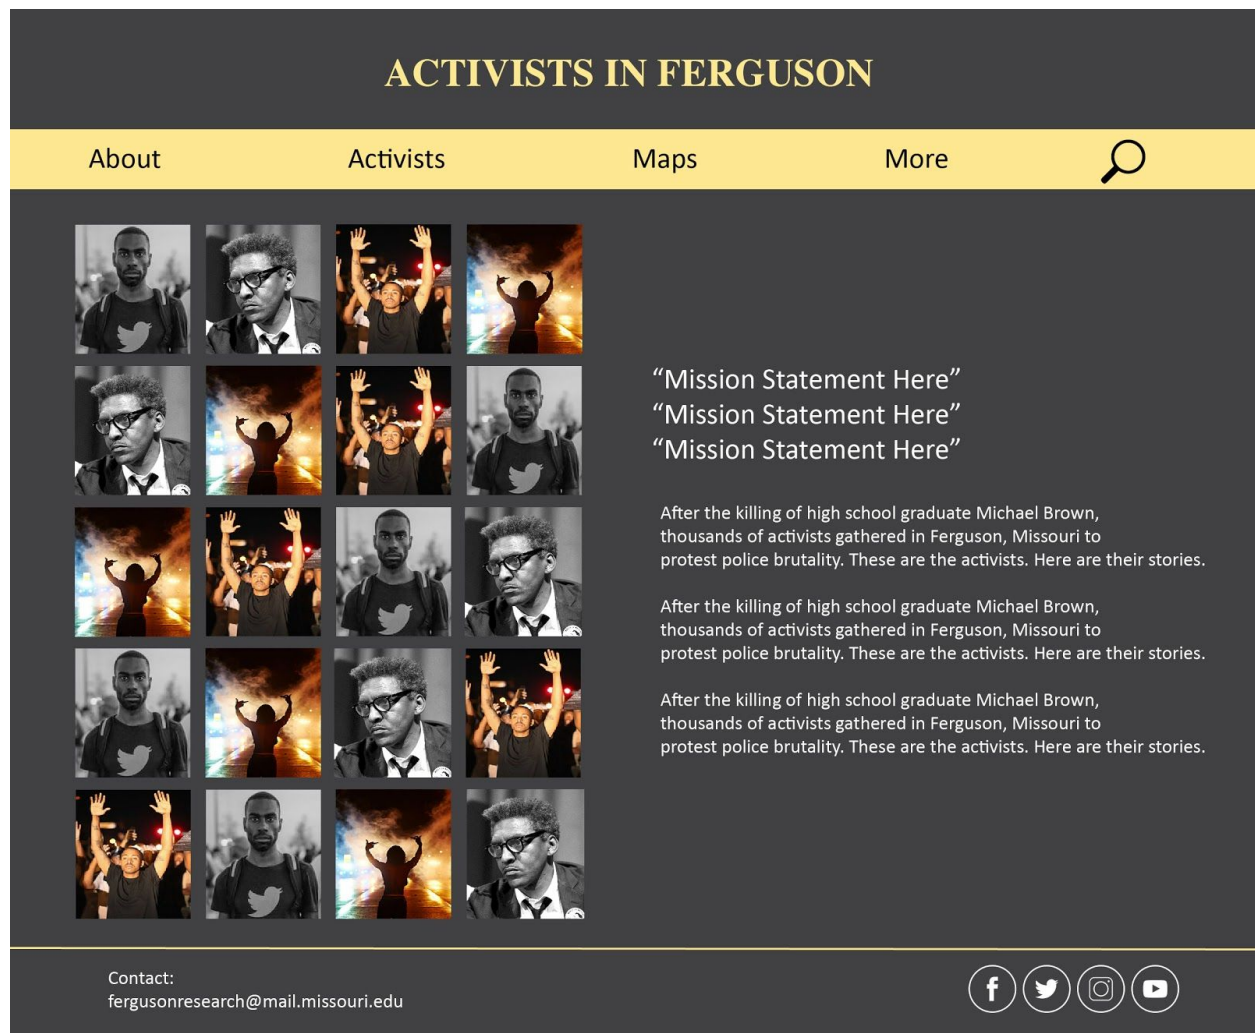 ACTIVISTS IN FERGUSON
About
Activists
Maps
More
“Mission Statement Here”
“Mission Statement Here”
“Mission Statement Here”
After the killing of high school graduate Michael Brown,
thousands of activists gathered in Ferguson, Missouri to
protest police brutality. These are the activists. Here are their stories.
After the killing of high school graduate Michael Brown,
thousands of activists gathered in Ferguson, Missouri to
protest police brutality. These are the activists. Here are their stories.
After the killing of high school graduate Michael Brown,
thousands of activists gathered in Ferguson, Missouri to
protest police brutality. These are the activists. Here are their stories.
Contact:
fergusonresearch@mail.missouri.edu